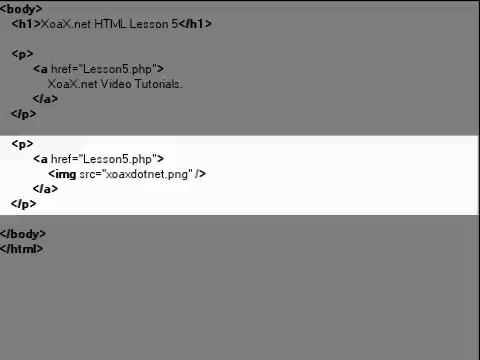 <body>
<h1>XoaX.net HTML Lesson 5</h1>
<p>
<a href="Lesson5.php">
XoaX.net Video Tutorials.
</a>
</p>
<p>
<a href="Lesson5.php">
<img src="xoaxdotnet.png" />
</a>
</p>
</body>
</html>